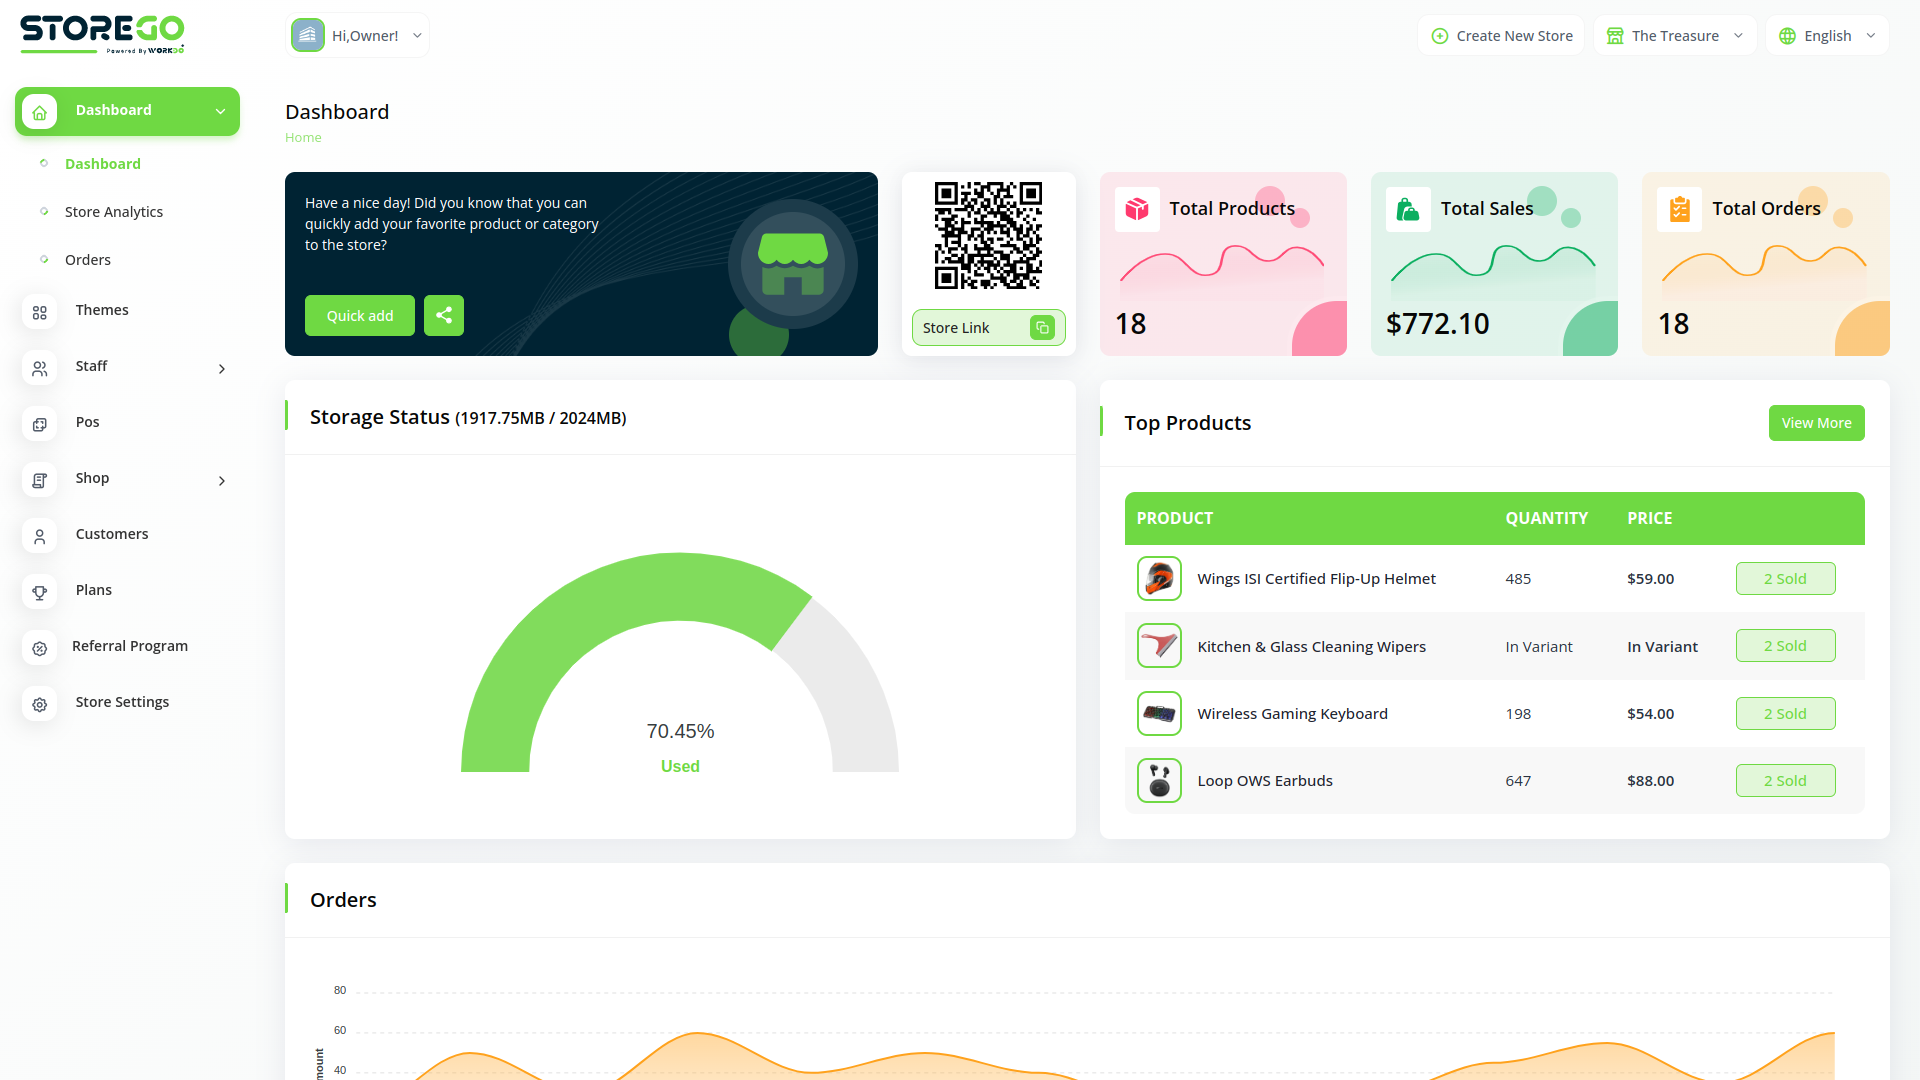 STOREGO
Powered By WORKDO
Hi,Owner!
Create New Store
The Treasure
English
Dashboard
Dashboard
Store Analytics
Orders
Themes
Staff
Pos
Shop
Customers
Plans
Referral Program
Store Settings
Dashboard
Home
Have a nice day! Did you know that you can
quickly add your favorite product or category
to the store?
Quick add
Store Link
Total Products
18
Total Sales
$772.10
Total Orders
18
Storage Status (1917.75MB / 2024MB)
70.45%
Used
Top Products
View More
PRODUCT QUANTITY PRICE
Wings ISI Certified Flip-Up Helmet 485 $59.00 2 Sold
Kitchen & Glass Cleaning Wipers In Variant In Variant 2 Sold
Wireless Gaming Keyboard 198 $54.00 2 Sold
Loop OWS Earbuds 647 $88.00 2 Sold
Orders
80
60
40
mount